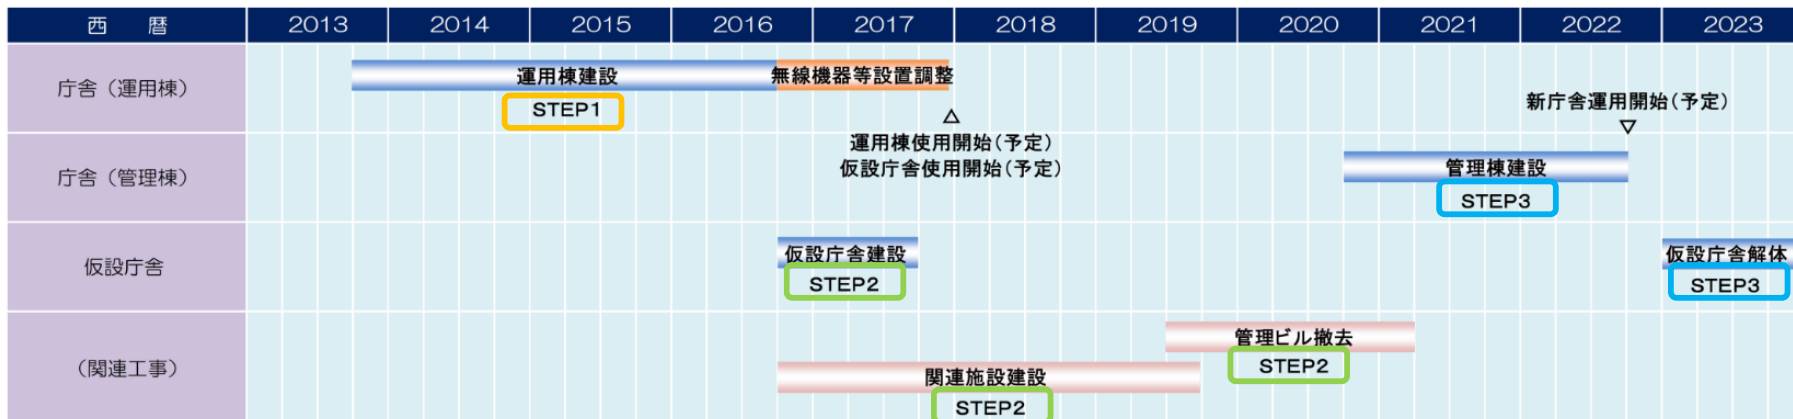 西　暦 2013 2014 2015 2016 2017 2018 2019 2020 2021 2022 2023
庁舎（運用棟）
運用棟建設
無線機器等設置調整
STEP1
△
運用棟使用開始（予定）
仮設庁舎使用開始（予定）
新庁舎運用開始（予定）
▽
庁舎（管理棟）
管理棟建設
STEP3
仮設庁舎
仮設庁舎建設
STEP2
仮設庁舎解体
STEP3
（関連工事）
管理ビル撤去
STEP2
関連施設建設
STEP2